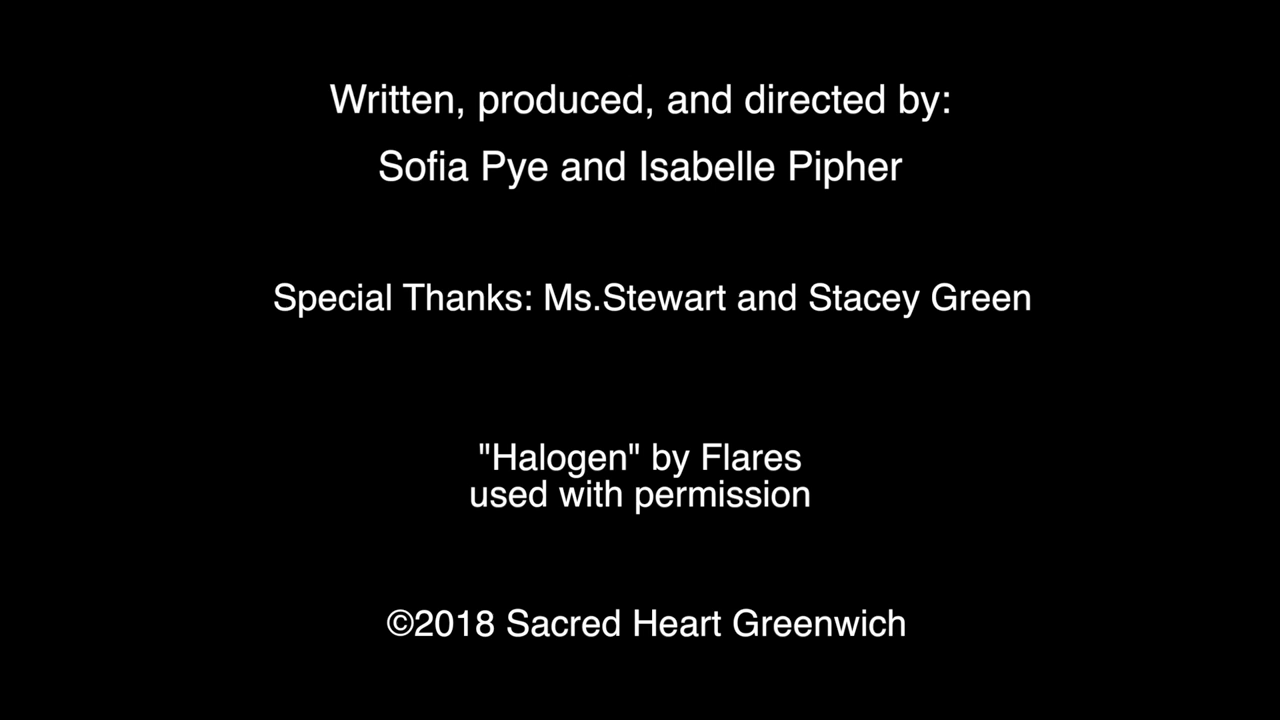 Written, produced, and directed by:
Sofia Pye and Isabelle Pipher
Special Thanks: Ms.Stewart and Stacey Green
"Halogen" by Flares
used with permission
©2018 Sacred Heart Greenwich